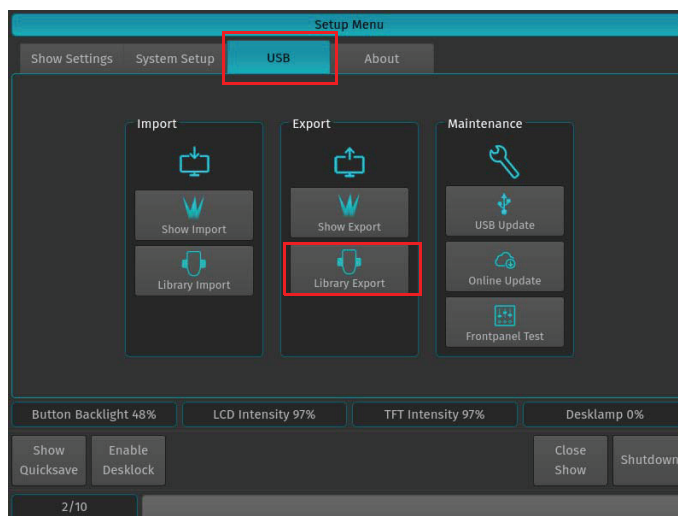 Setup Menu
Show Settings
System Setup
USB
About
Import
Show Import
Library Import
Export
Show Export
Library Export
Maintenance
USB Update
Online Update
Frontpanel Test
Button Backlight 48%
LCD Intensity 97%
TFT Intensity 97%
Desklamp 0%
Show
Quicksave
Enable
Desklock
Close
Show
Shutdown
2/10